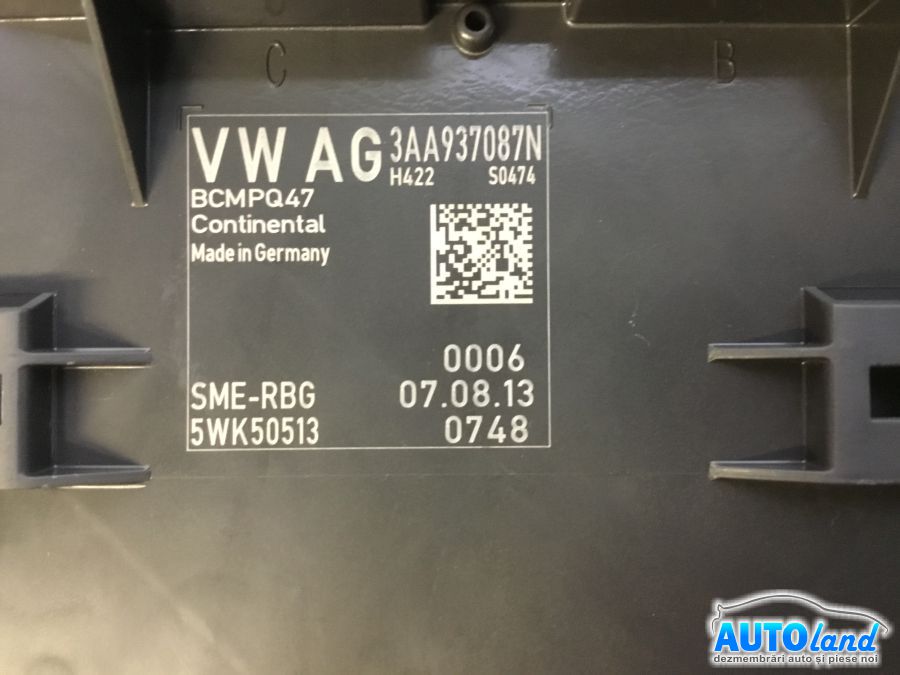 C B
VW AG 3AA937087N
H422 S0474
BCMPQ47
Continental
Made in Germany
0006
SME-RBG 07.08.13
5WK50513 0748
AUTOland
dezmembrări auto și piese noi